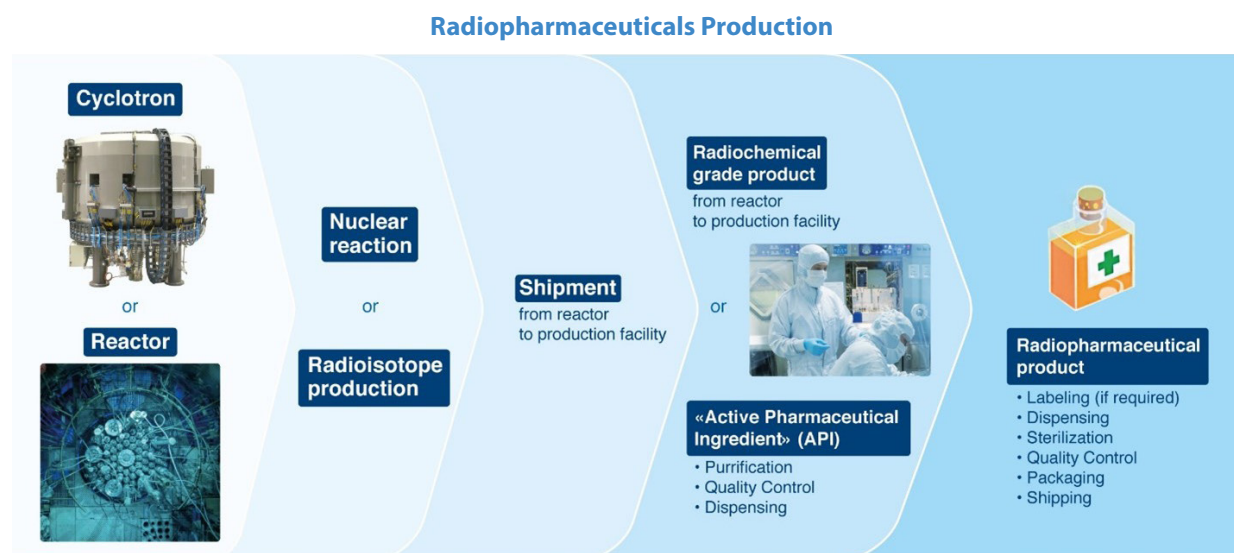 Radiopharmaceuticals Production
Cyclotron
or
Reactor
Nuclear
reaction
or
Radioisotope
production
Shipment
from reactor
to production facility
Radiochemical
grade product
from reactor
to production facility
or
«Active Pharmaceutical
Ingredient» (API)
• Purrification
• Quality Control
• Dispensing
Radiopharmaceutical
product
• Labeling (if required)
• Dispensing
• Sterilization
• Quality Control
• Packaging
• Shipping